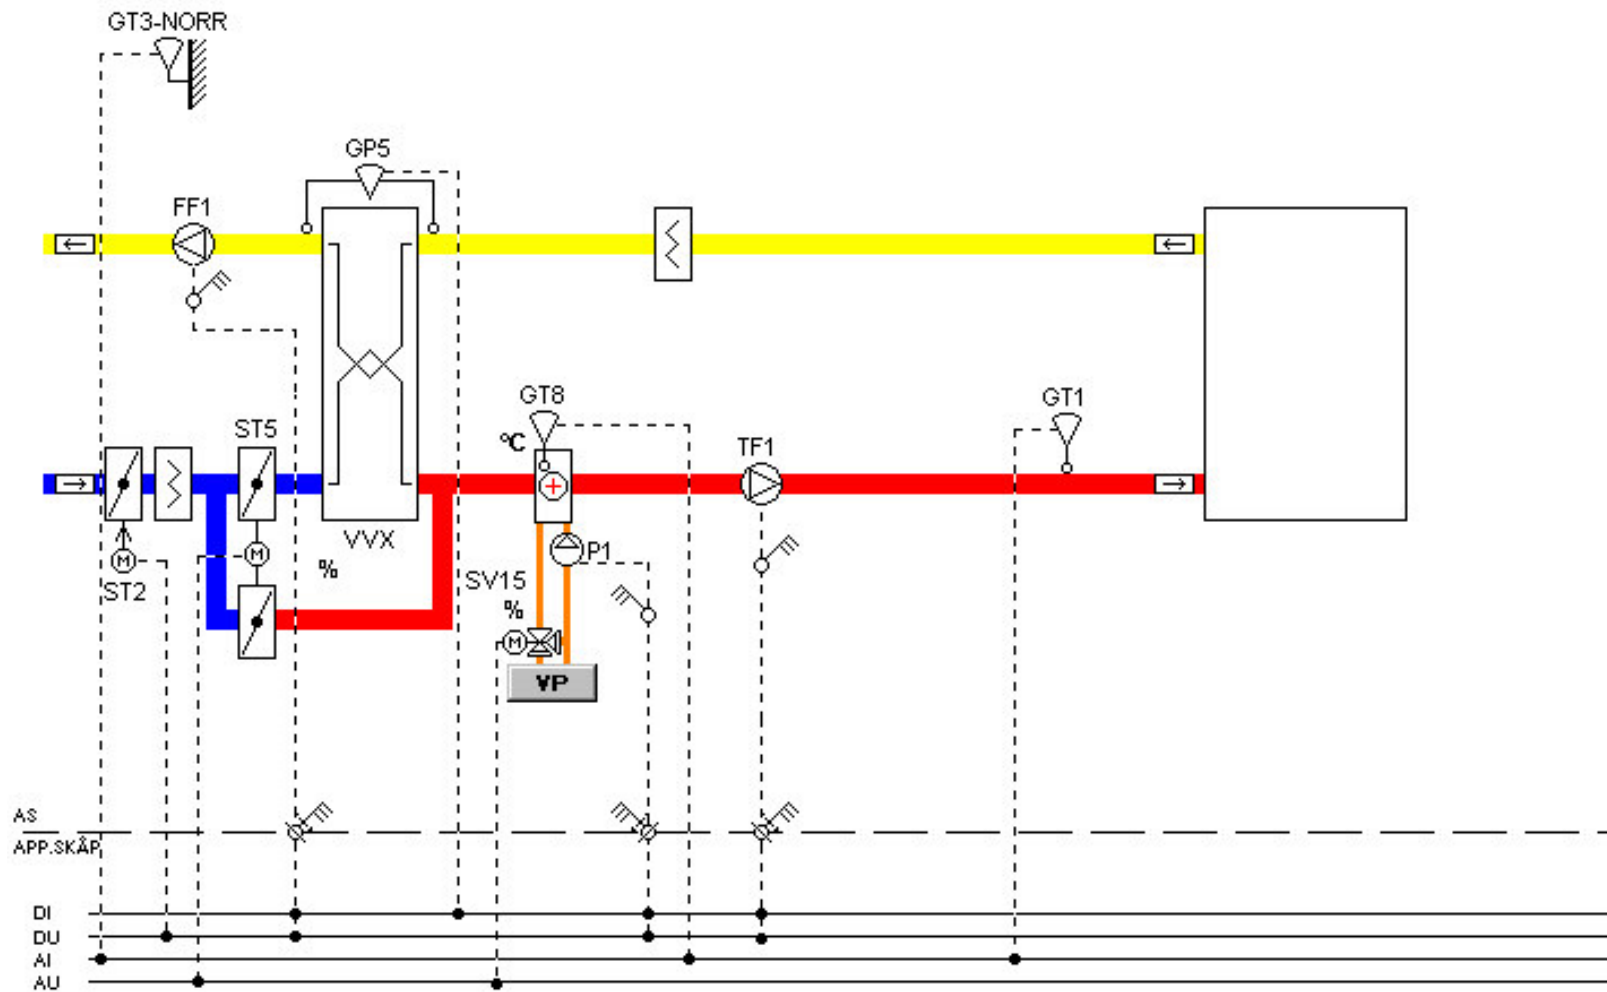 GT3-NORR
GP5
FF1
GT8
GT1
°C
ST5
TF1
VVX
P1
%
SV15
ST2
%
M
M
M
VP
AS
APP.SKÅP
DI
DU
AI
AU